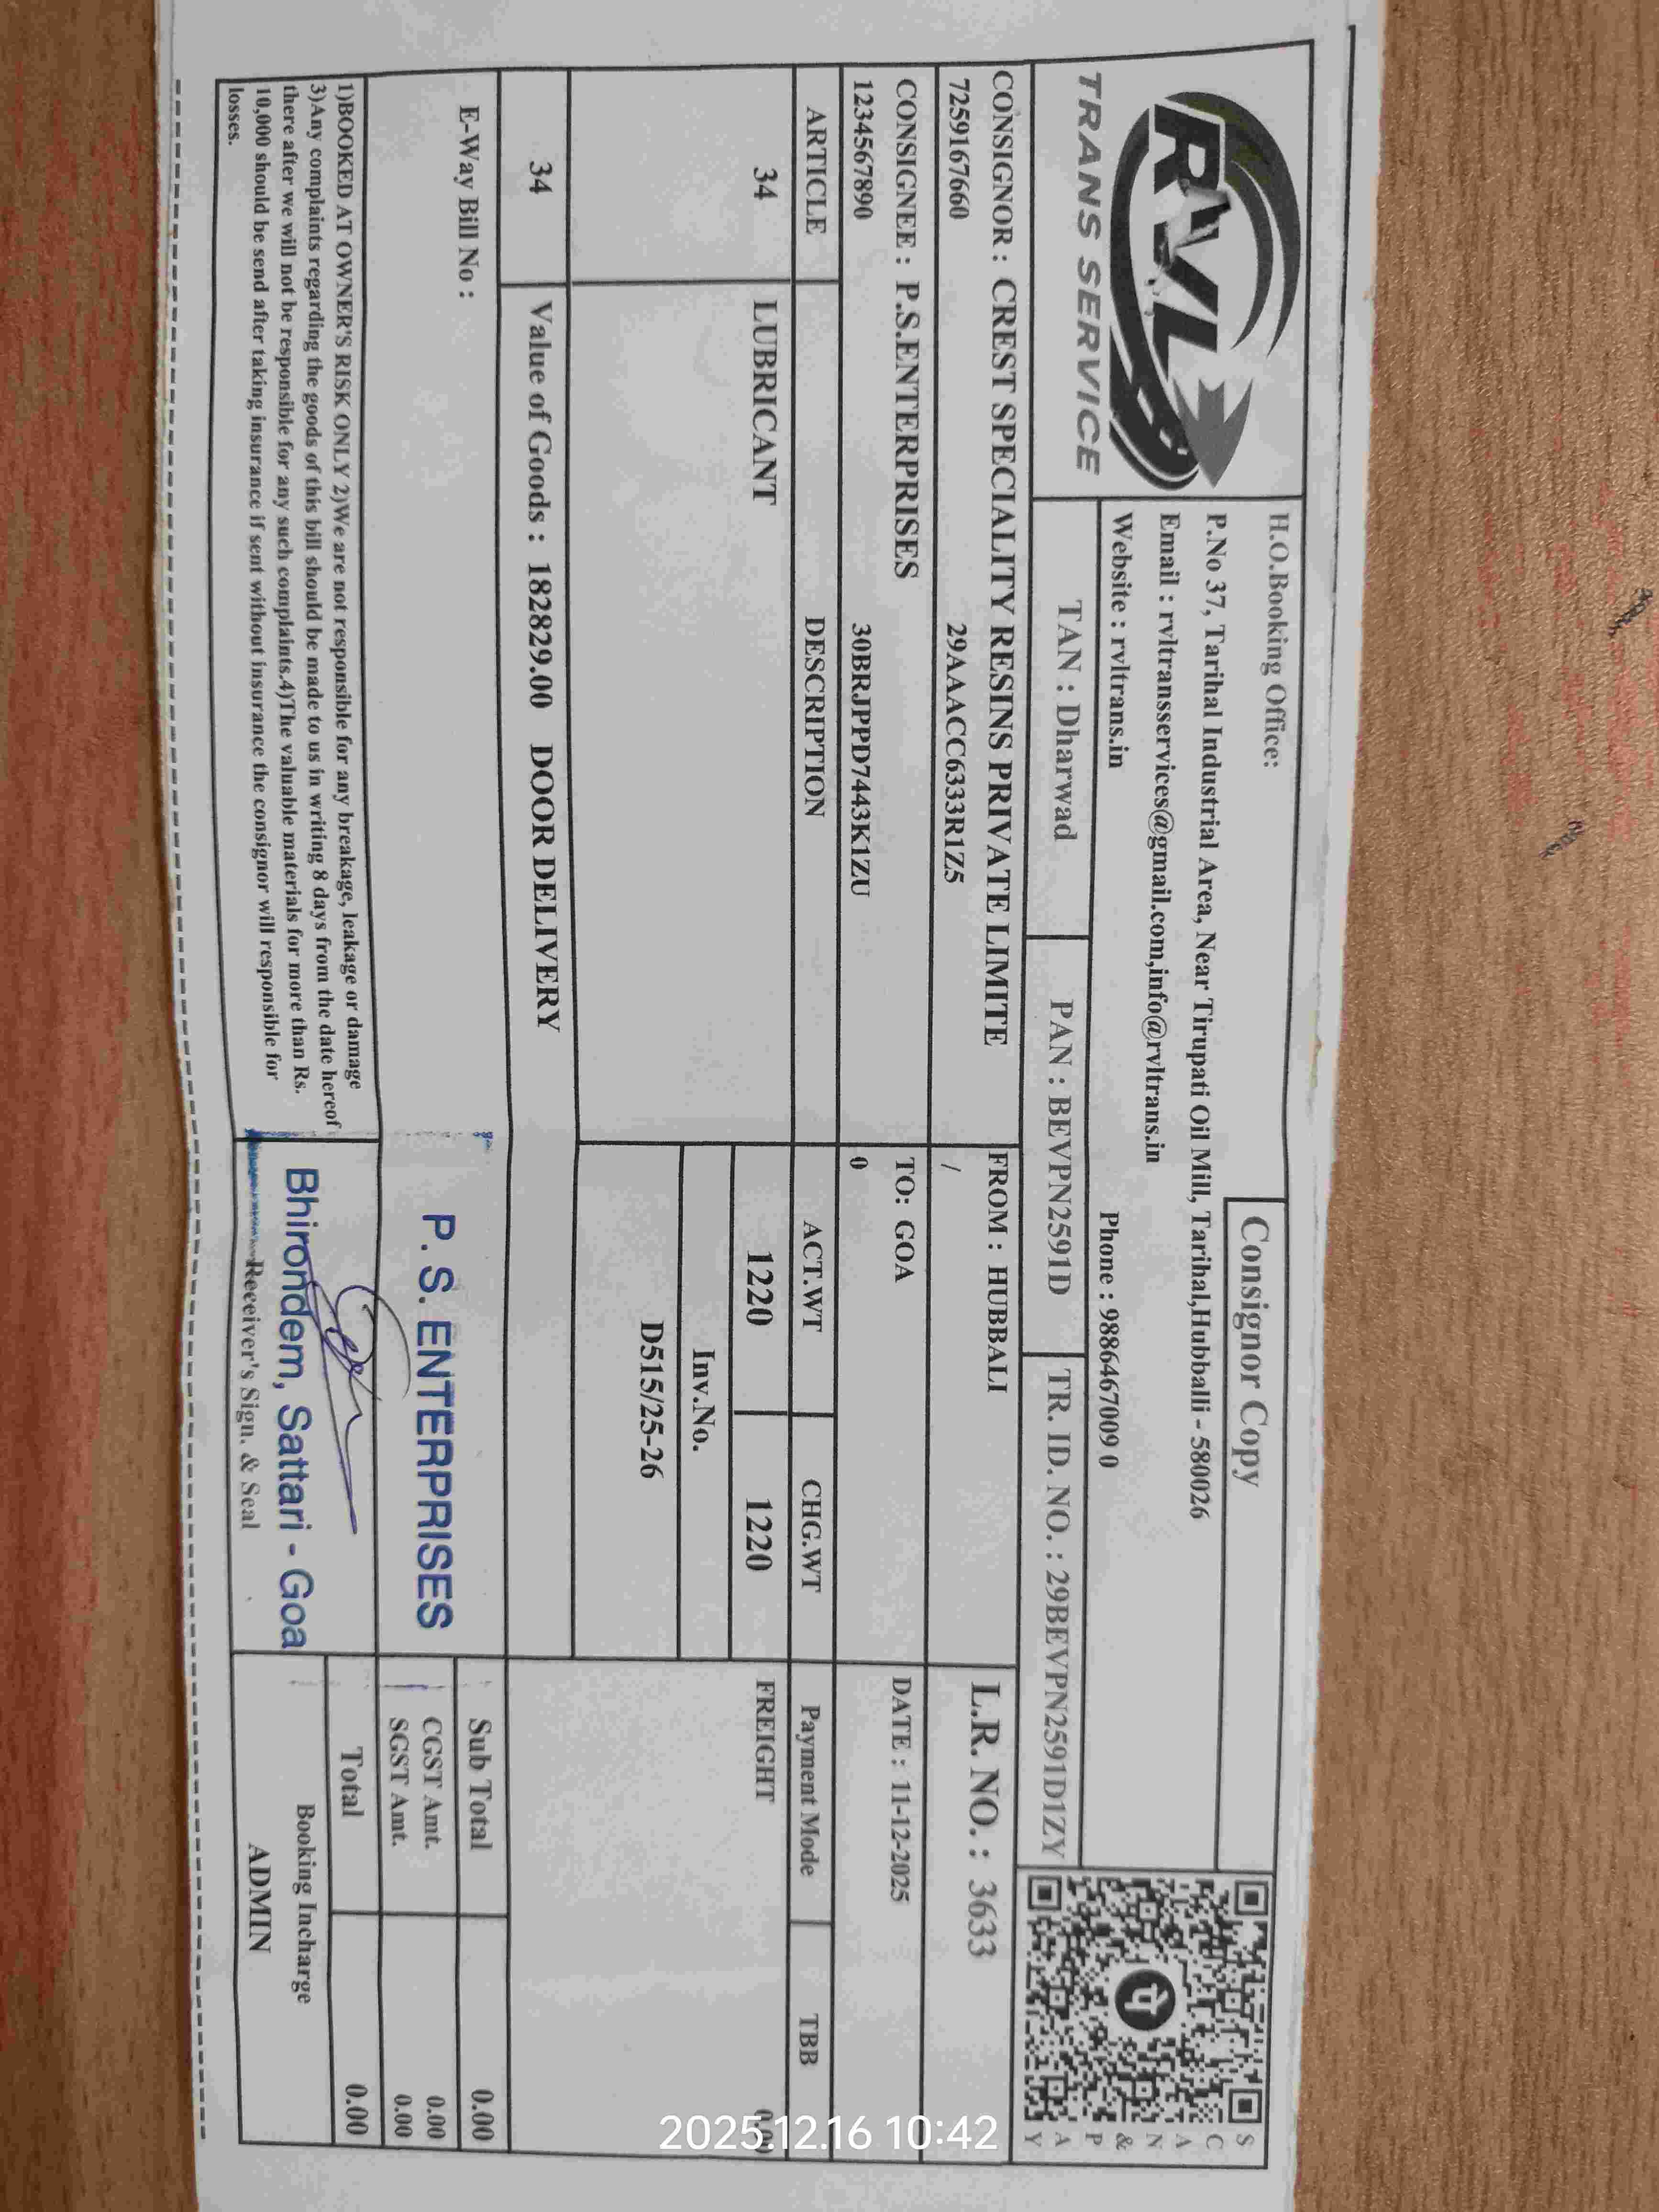 RVL
TRANS SERVICE
Consignor Copy
H.O.Booking Office:
P.No 37, Tarihal Industrial Area, Near Tirupati Oil Mill, Tarihal,Hubballi - 580026
Email : rvltransservices@gmail.com,info@rvltrans.in
Website : rvltrans.in Phone : 9886467009 0
SCAN & PAY
TAN : Dharwad PAN : BEVPN2591D TR. ID. NO. : 29BEVPN2591D1ZY
CONSIGNOR : CREST SPECIALITY RESINS PRIVATE LIMITE FROM : HUBBALI L.R. NO. : 3633
7259167660 29AAACC6333R1Z5 /
CONSIGNEE : P.S.ENTERPRISES TO: GOA DATE : 11-12-2025
1234567890 30BRJPPD7443K1ZU 0
ARTICLE DESCRIPTION ACT.WT CHG.WT Payment Mode TBB
34 LUBRICANT 1220 1220 FREIGHT 0.00
Inv.No.
D515/25-26
34 Value of Goods : 182829.00 DOOR DELIVERY
E-Way Bill No :
P. S. ENTERPRISES
Sub Total 0.00
CGST Amt. 0.00
SGST Amt. 0.00
Total 0.00
1)BOOKED AT OWNER'S RISK ONLY 2)We are not responsible for any breakage, leakage or damage
3)Any complaints regarding the goods of this bill should be made to us in writing 8 days from the date hereof
there after we will not be responsible for any such complaints.4)The valuable materials for more than Rs.
10,000 should be send after taking insurance if sent without insurance the consignor will responsible for
losses.
Bhirondem, Sattari - Goa
Receiver's Sign. & Seal
Booking Incharge
ADMIN
2025.12.16 10:42